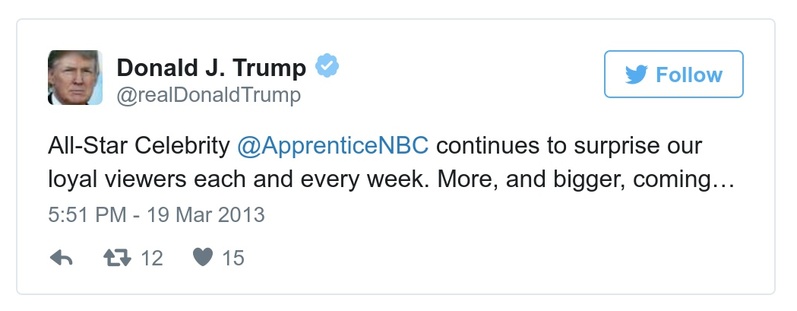 Donald J. Trump
@realDonaldTrump
Follow
All-Star Celebrity @ApprenticeNBC continues to surprise our
loyal viewers each and every week. More, and bigger, coming…
5:51 PM - 19 Mar 2013
12 15